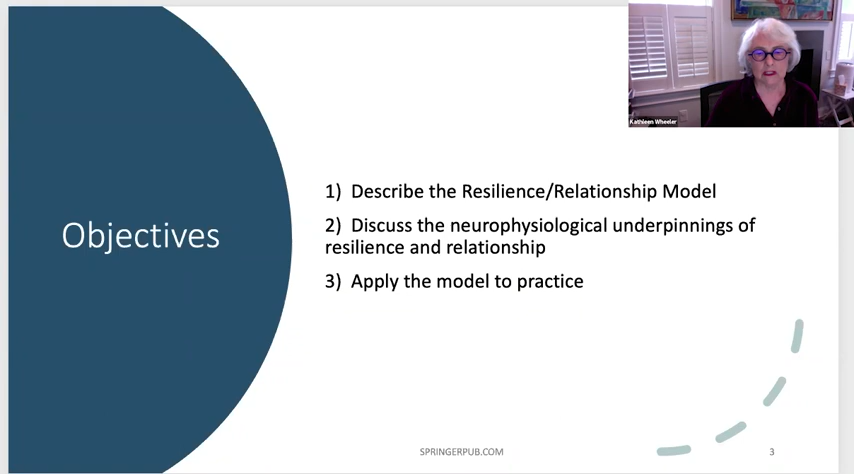 Kathleen Wheeler
Objectives
1) Describe the Resilience/Relationship Model
2) Discuss the neurophysiological underpinnings of
resilience and relationship
3) Apply the model to practice
SPRINGERPUB.COM
3